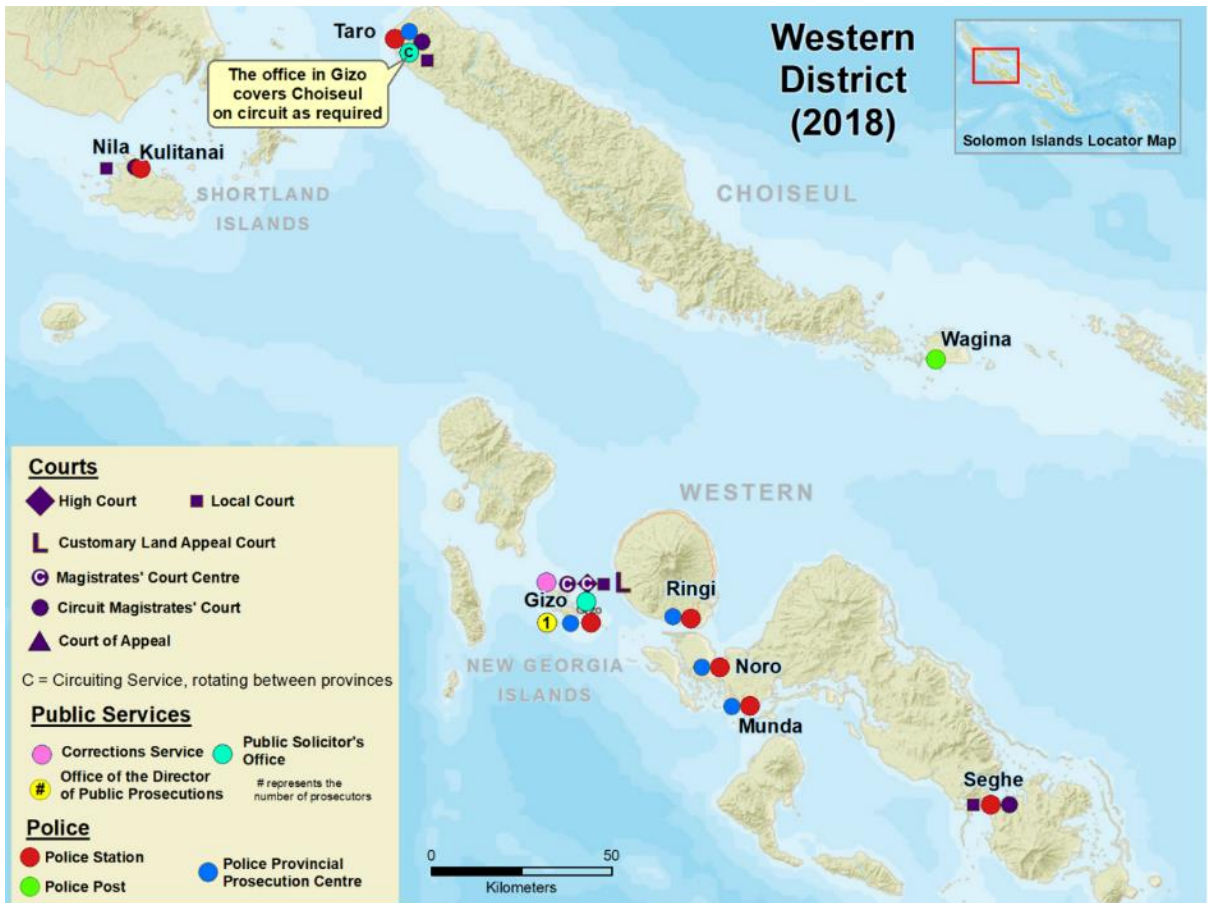 Western
District
(2018)
Solomon Islands Locator Map
Taro
C
The office in Gizo
covers Choiseul
on circuit as required
Nila
Kulitanai
SHORTLAND
ISLANDS
CHOISEUL
Wagina
WESTERN
C C L
Gizo
1
Ringi
NEW GEORGIA
ISLANDS
Noro
Munda
Seghe
Courts
High Court
Local Court
L Customary Land Appeal Court
C Magistrates' Court Centre
Circuit Magistrates' Court
Court of Appeal
C = Circuiting Service, rotating between provinces
Public Services
Corrections Service
Public Solicitor's
Office
# Office of the Director
of Public Prosecutions
# represents the
number of prosecutors
Police
Police Station
Police Post
Police Provincial
Prosecution Centre
0 50
Kilometers